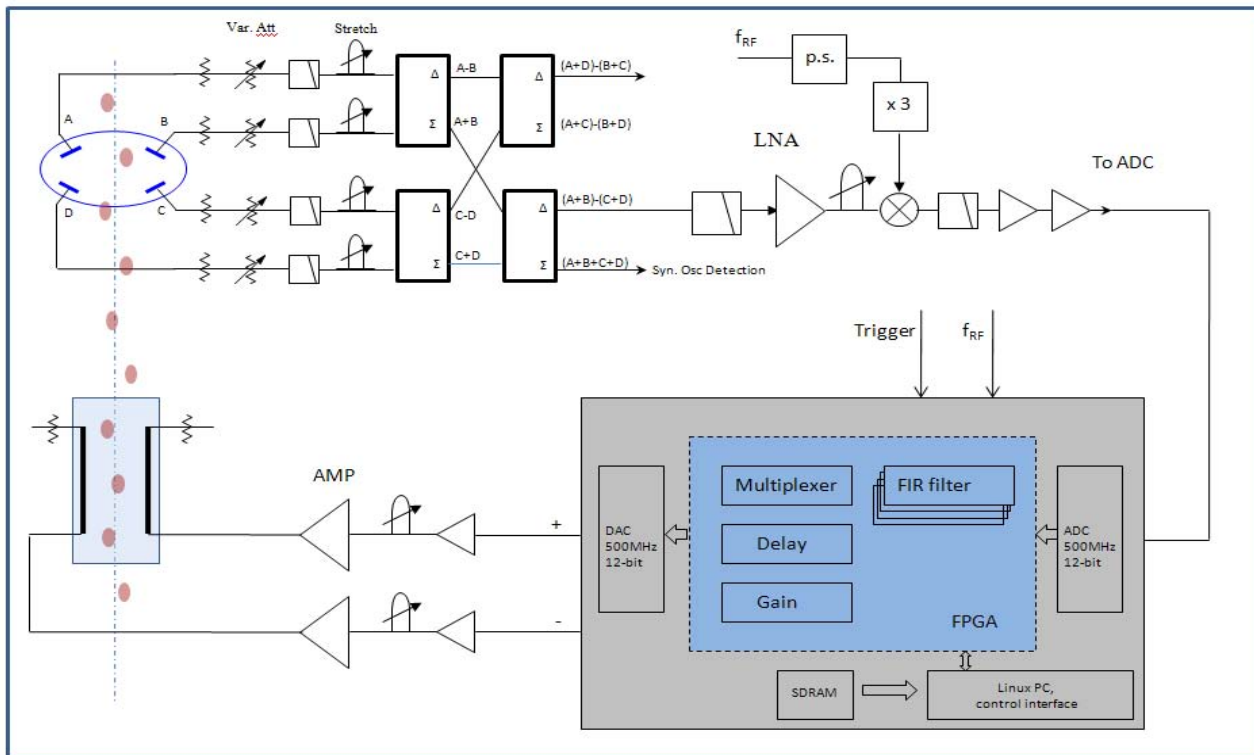 Var. Att
Stretch
f_RF
p.s.
x 3
A
B
D
C
Δ
A-B
Σ
A+B
Δ
(A+D)-(B+C)
Σ
(A+C)-(B+D)
Δ
C-D
Σ
C+D
Δ
(A+B)-(C+D)
Σ
(A+B+C+D)
Syn. Osc Detection
LNA
To ADC
Trigger
f_RF
AMP
+
-
DAC
500MHz
12-bit
Multiplexer
Delay
Gain
FIR filter
FPGA
ADC
500MHz
12-bit
SDRAM
Linux PC,
control interface